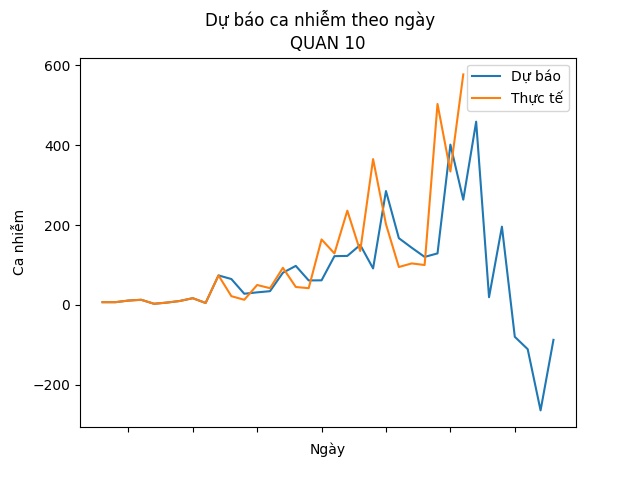 Dự báo ca nhiễm theo ngày
QUAN 10
600
400
200
0
−200
Ca nhiễm
Ngày
Dự báo
Thực tế